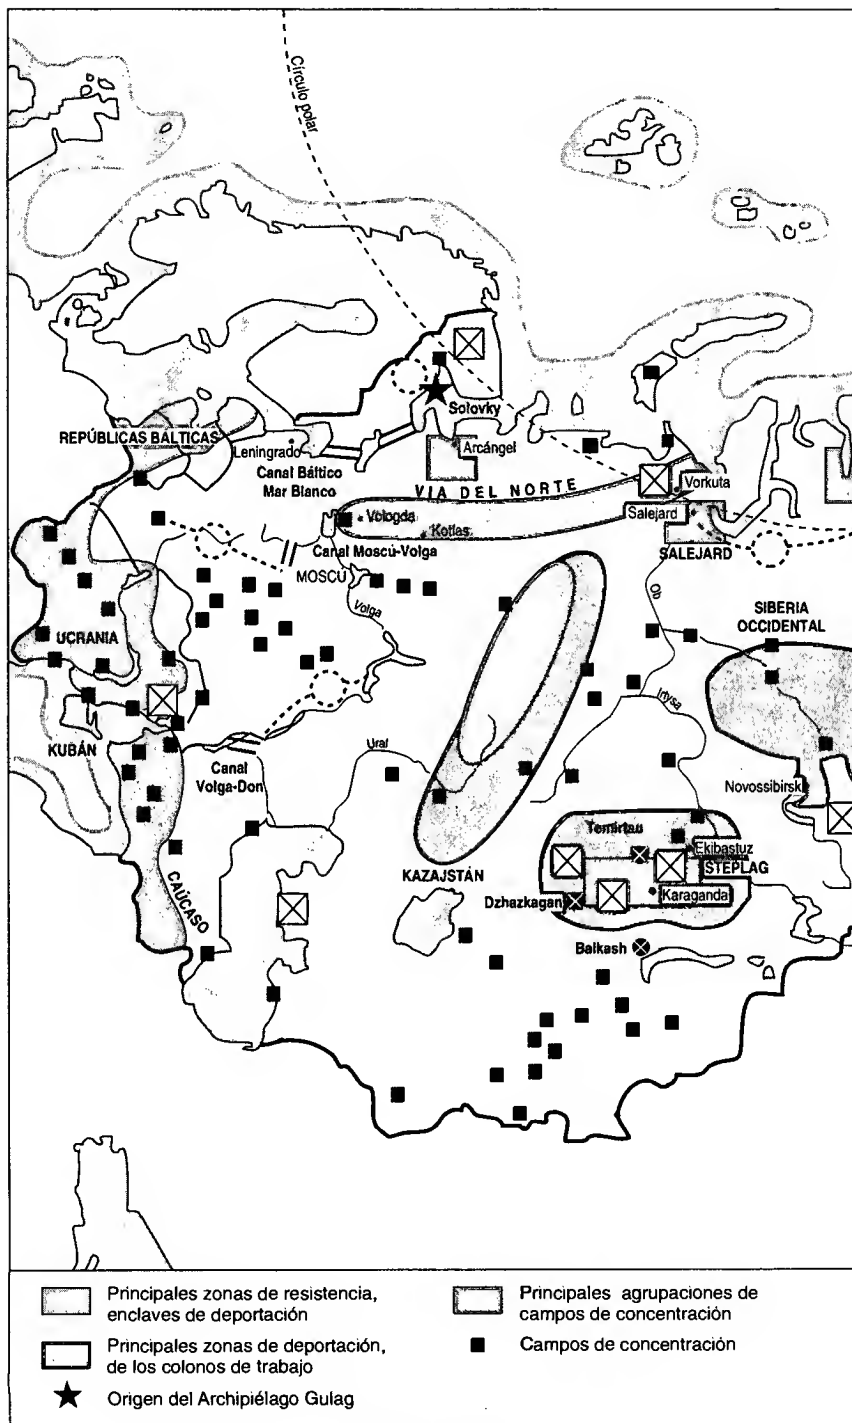 Círculo polar
Solovky
REPÚBLICAS BÁLTICAS
Leningrado
Canal Báltico
Mar Blanco
Arcángel
VIA DEL NORTE
Vorkuta
Salejard
SALEJARD
Vologda
Kotlas
Canal Moscú-Volga
MOSCÚ
Volga
Ob
SIBERIA
OCCIDENTAL
UCRANIA
Irtysa
KUBÁN
Canal
Volga-Don
Ural
Novossibirsk
Temirtau
Ekibastuz
STEPLAG
KAZAJSTÁN
Dzhazkagan
Karaganda
CAÚCASO
Balkash
Principales zonas de resistencia,
enclaves de deportación
Principales zonas de deportación,
de los colonos de trabajo
Origen del Archipiélago Gulag
Principales agrupaciones de
campos de concentración
Campos de concentración